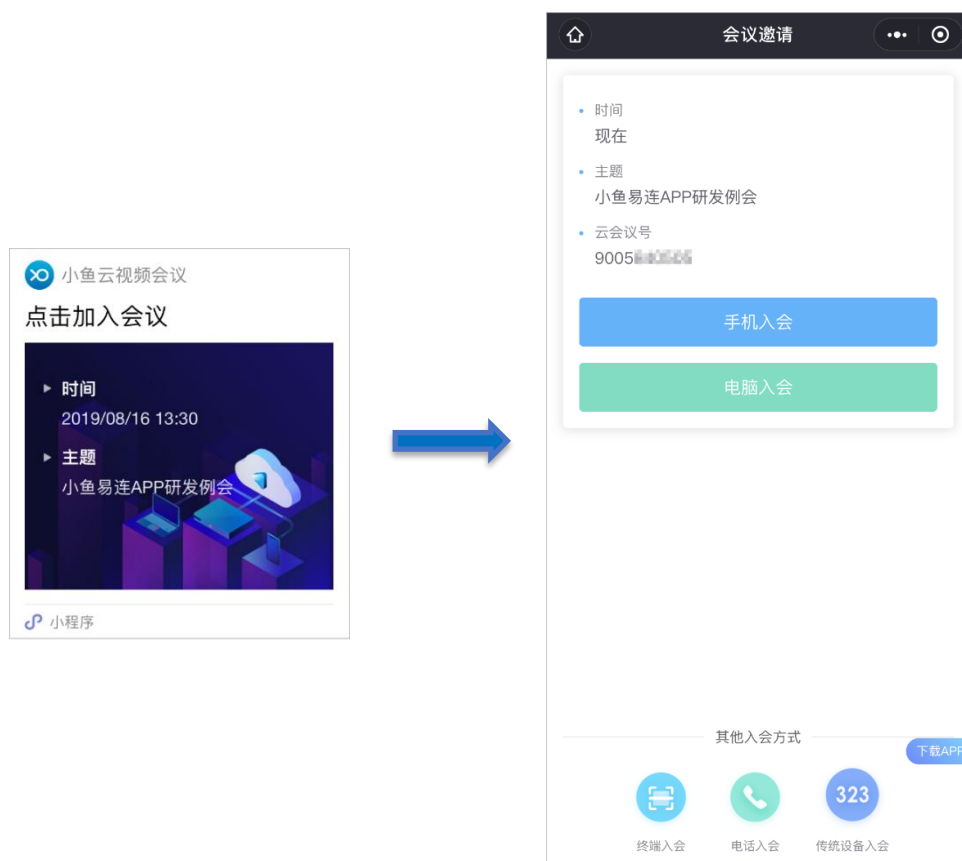 小鱼云视频会议
点击加入会议
时间
2019/08/16 13:30
主题
小鱼易连APP研发例会
小程序
会议邀请
时间
现在
主题
小鱼易连APP研发例会
云会议号
9005
手机入会
电脑入会
其他入会方式
下载APP
323
终端入会 电话入会 传统设备入会